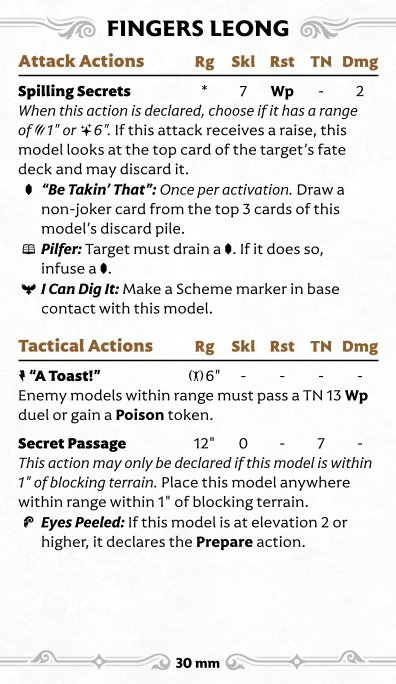 FINGERS LEONG
Attack Actions Rg Skl Rst TN Dmg
Spilling Secrets * 7 Wp - 2
When this action is declared, choose if it has a range
of 1" or 6". If this attack receives a raise, this
model looks at the top card of the target's fate
deck and may discard it.
"Be Takin' That": Once per activation. Draw a
non-joker card from the top 3 cards of this
model's discard pile.
Pilfer: Target must drain a . If it does so,
infuse a .
I Can Dig It: Make a Scheme marker in base
contact with this model.
Tactical Actions Rg Skl Rst TN Dmg
"A Toast!" 6" - - - -
Enemy models within range must pass a TN 13 Wp
duel or gain a Poison token.
Secret Passage 12" 0 - 7 -
This action may only be declared if this model is within
1" of blocking terrain. Place this model anywhere
within range within 1" of blocking terrain.
Eyes Peeled: If this model is at elevation 2 or
higher, it declares the Prepare action.
30 mm